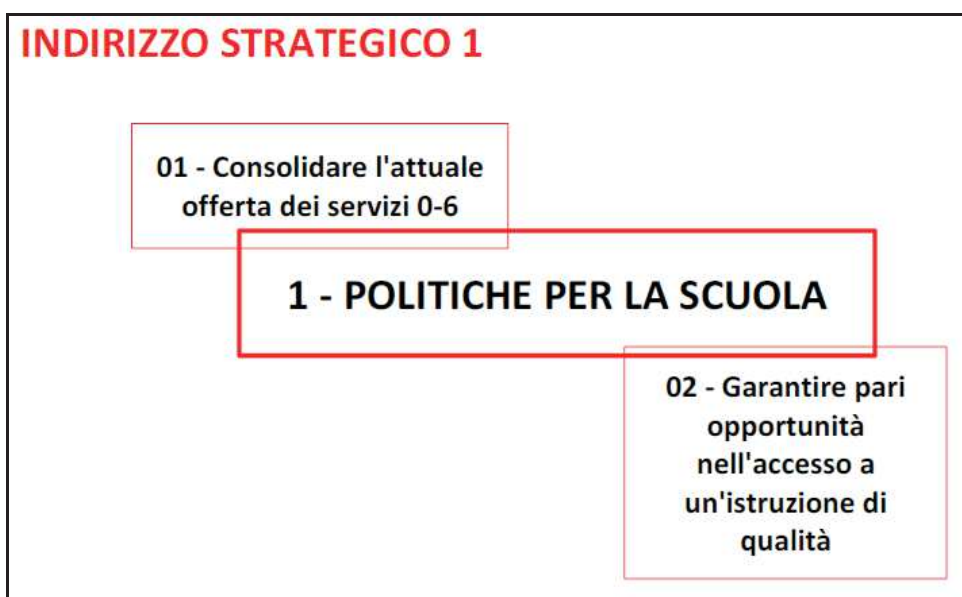 INDIRIZZO STRATEGICO 1
01 - Consolidare l'attuale
offerta dei servizi 0-6
1 - POLITICHE PER LA SCUOLA
02 - Garantire pari
opportunità
nell'accesso a
un'istruzione di
qualità